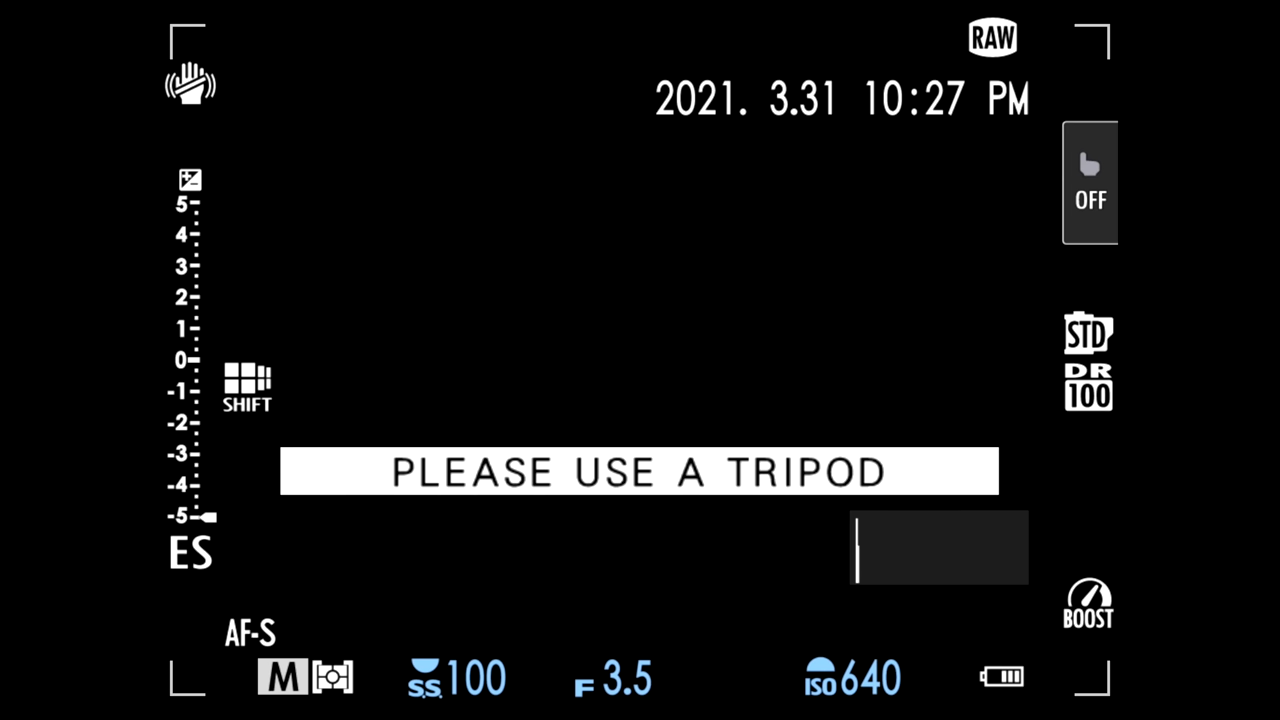 RAW
2021. 3.31 10:27 PM
OFF
5
4
3
2
1
0
-1
-2
-3
-4
-5
STD
DR
100
SHIFT
PLEASE USE A TRIPOD
ES
BOOST
AF-S
M S.S. 100 F 3.5 ISO 640